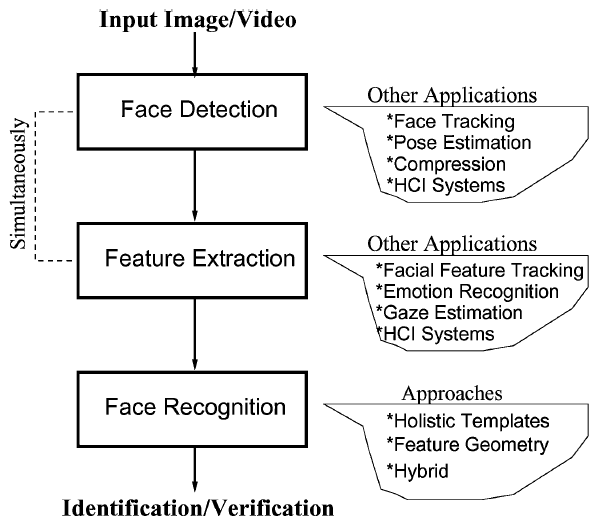 Input Image/Video
Face Detection
Other Applications
*Face Tracking
*Pose Estimation
*Compression
*HCI Systems
Simultaneously
Feature Extraction
Other Applications
*Facial Feature Tracking
*Emotion Recognition
*Gaze Estimation
*HCI Systems
Face Recognition
Approaches
*Holistic Templates
*Feature Geometry
*Hybrid
Identification/Verification